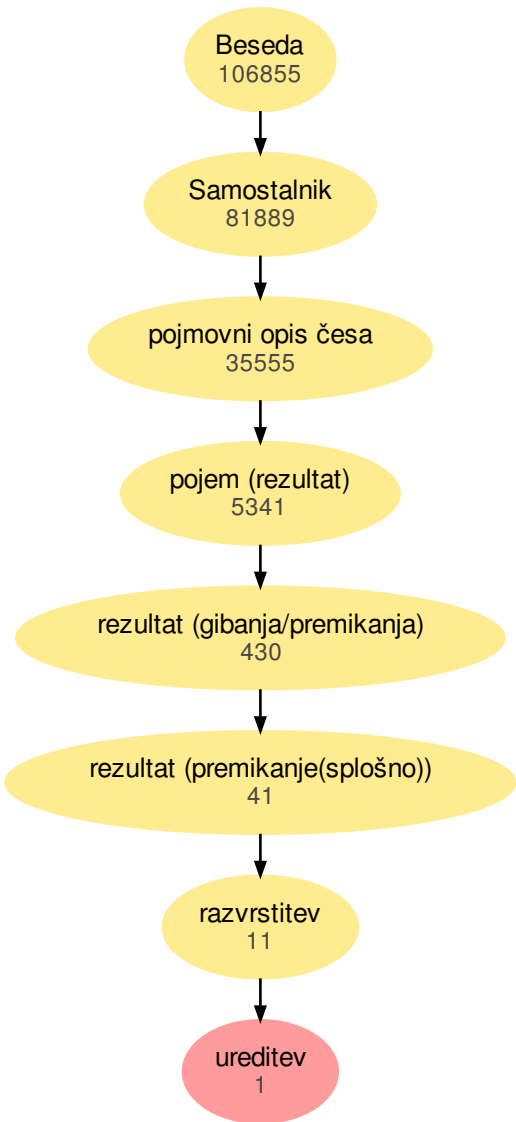 Beseda
106855
Samostalnik
81889
pojmovni opis česa
35555
pojem (rezultat)
5341
rezultat (gibanja/premikanja)
430
rezultat (premikanje(splošno))
41
razvrstitev
11
ureditev
1